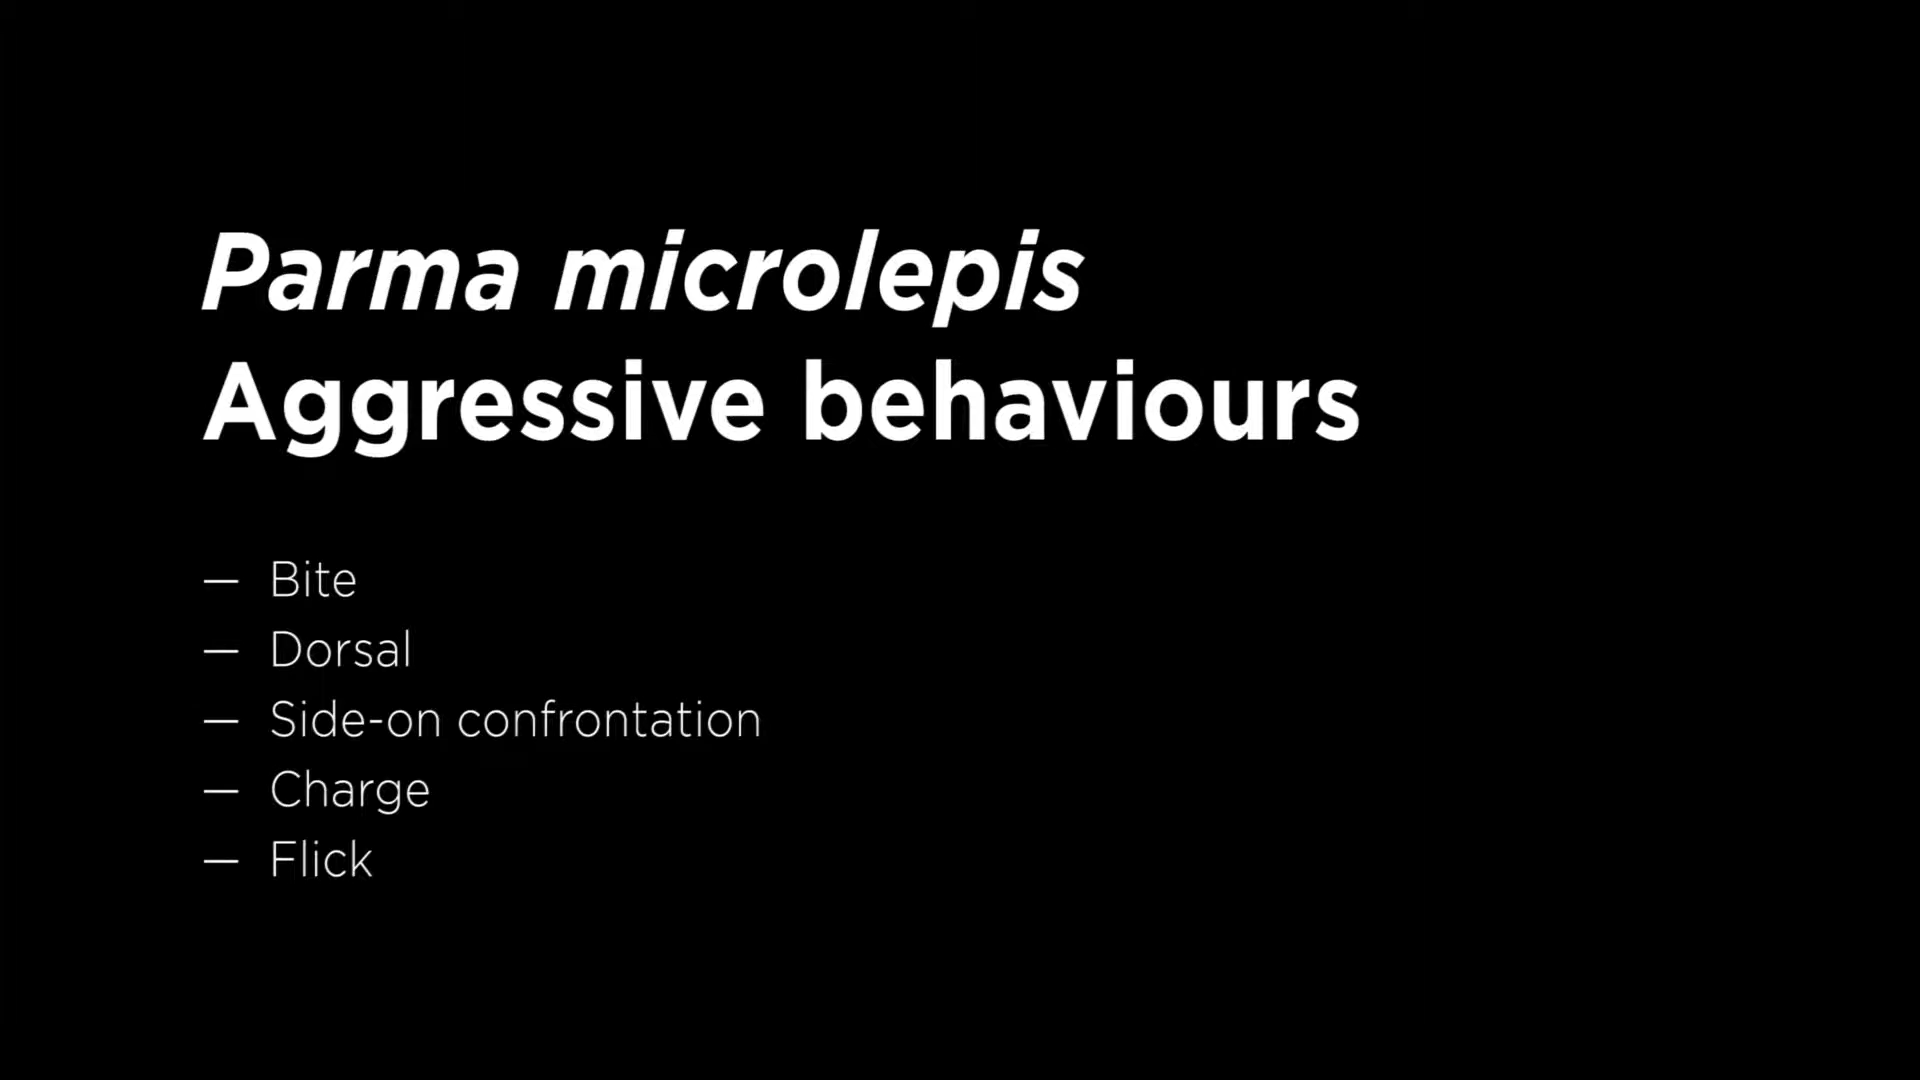 Parma microlepis
Aggressive behaviours
— Bite
— Dorsal
— Side-on confrontation
— Charge
— Flick